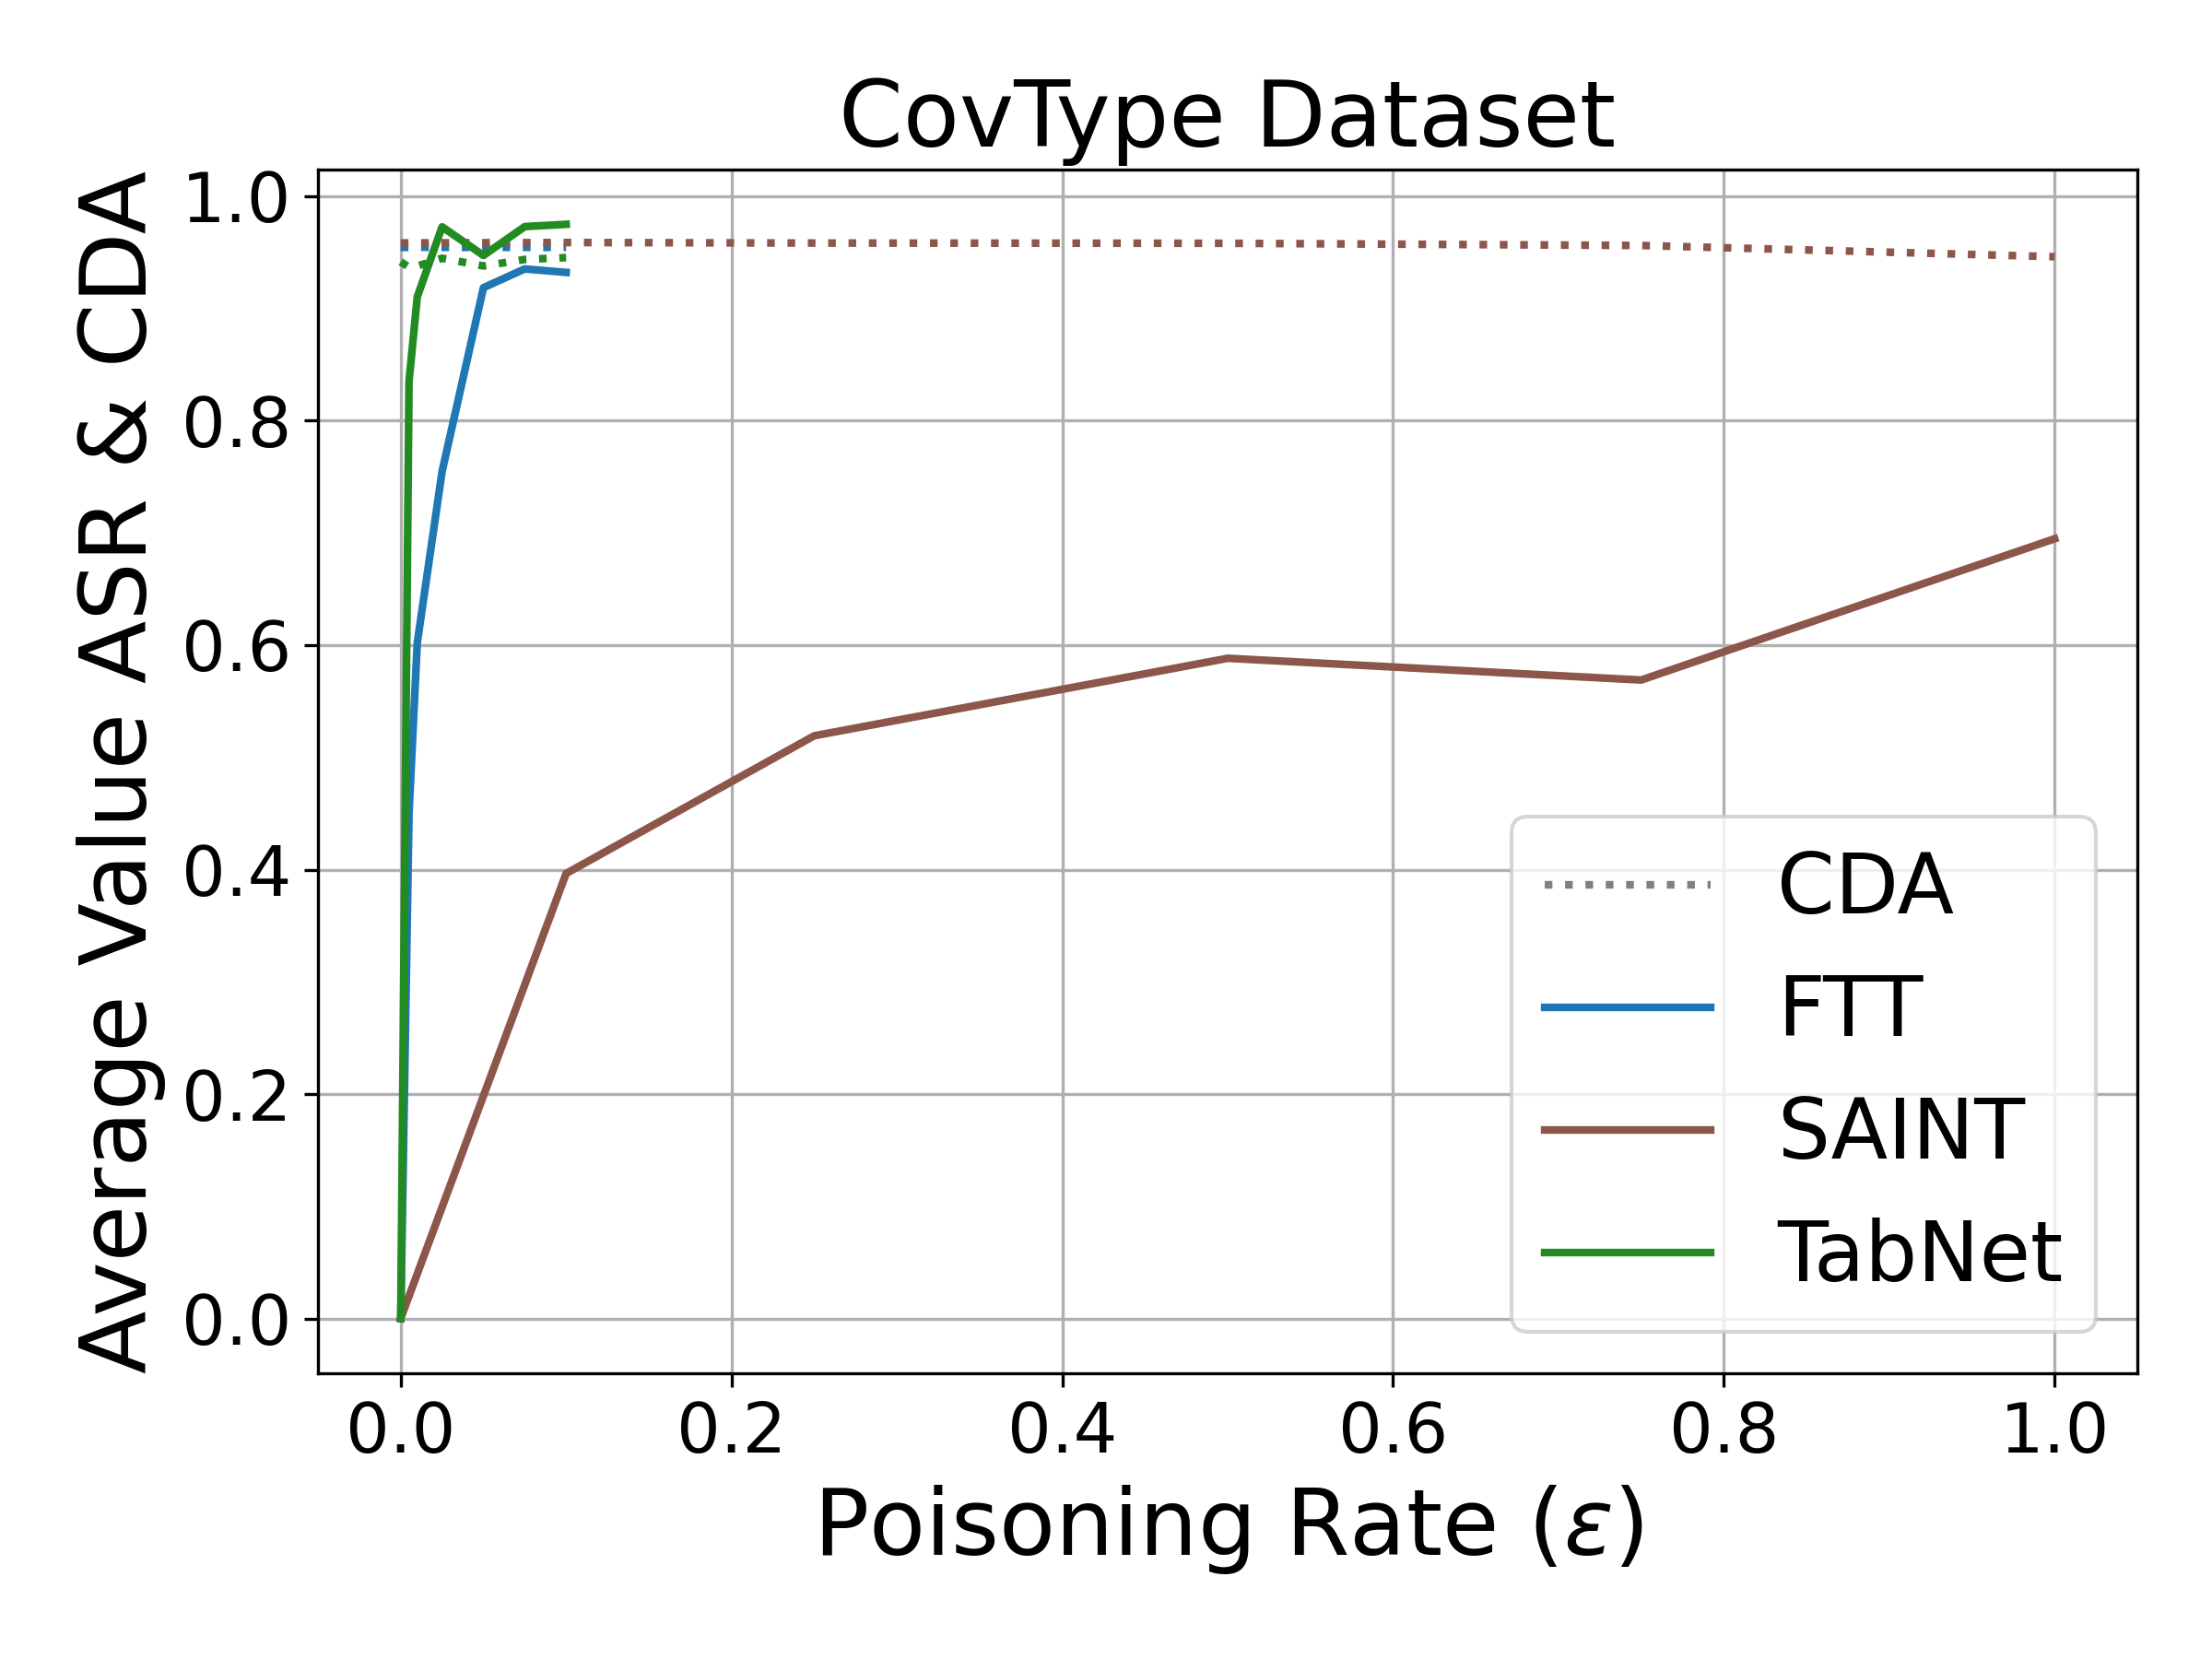 CovType Dataset
Average Value ASR & CDA
1.0
0.8
0.6
0.4
0.2
0.0
0.0 0.2 0.4 0.6 0.8 1.0
Poisoning Rate (ε)
CDA
FTT
SAINT
TabNet